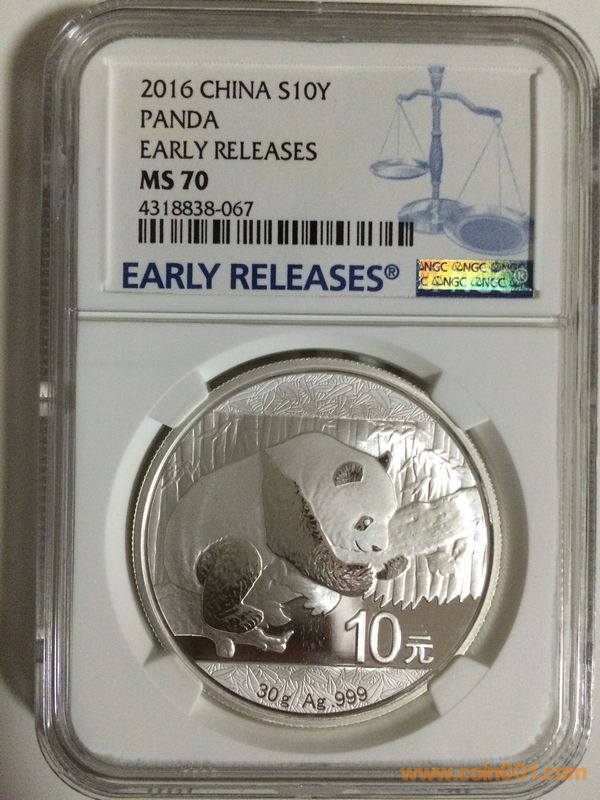 2016 CHINA S10Y
PANDA
EARLY RELEASES
MS 70
4318838-067
EARLY RELEASES®
NGC NGC NGC
NGC NGC
10元
30g Ag .999
www.coin001.com